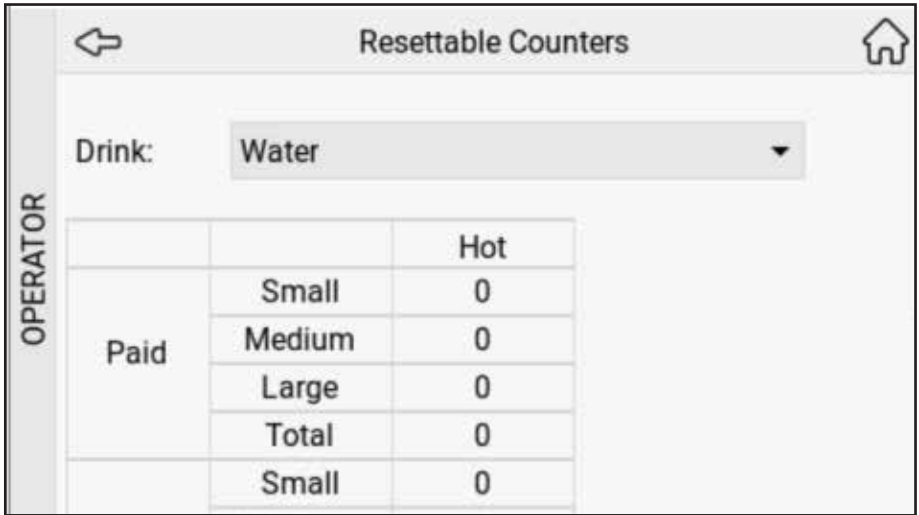 Resettable Counters
OPERATOR
Drink: Water
Hot
Small 0
Paid
Medium 0
Large 0
Total 0
Small 0